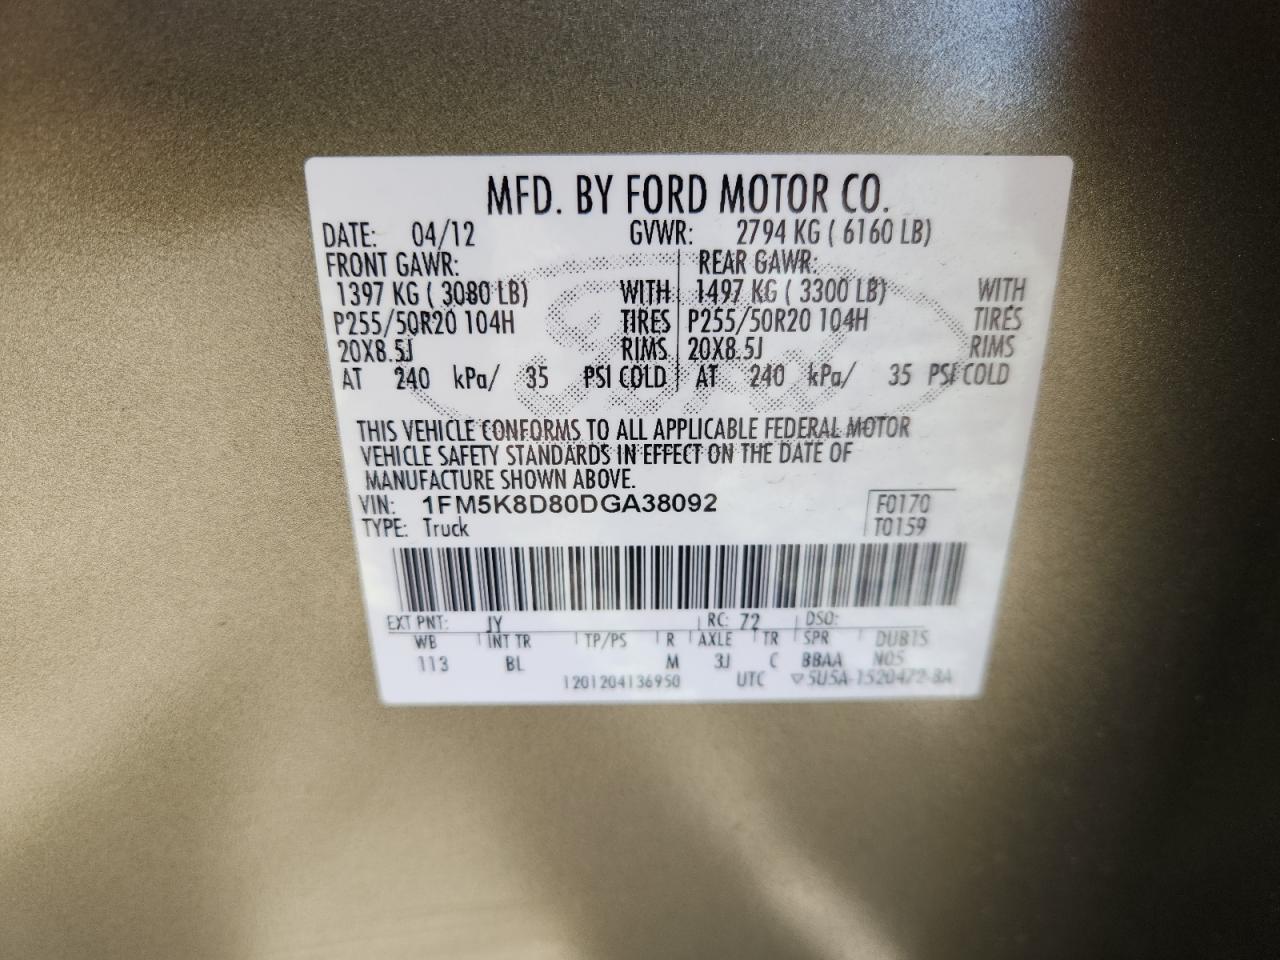 MFD. BY FORD MOTOR CO.
DATE: 04/12 GVWR: 2794 KG ( 6160 LB)
FRONT GAWR: REAR GAWR:
1397 KG ( 3080 LB) WITH 1497 KG ( 3300 LB) WITH
P255/50R20 104H TIRES P255/50R20 104H TIRES
20X8.5J RIMS 20X8.5J RIMS
AT 240 kPa/ 35 PSI COLD AT 240 kPa/ 35 PSI COLD
Ford
THIS VEHICLE CONFORMS TO ALL APPLICABLE FEDERAL MOTOR
VEHICLE SAFETY STANDARDS IN EFFECT ON THE DATE OF
MANUFACTURE SHOWN ABOVE.
VIN: 1FM5K8D80DGA38092 F0170
TYPE: Truck T0159
EXT PNT: JY RC: 72 DSO:
WB INT TR TP/PS R AXLE TR SPR DUB15
113 BL M 3J C BBAA N05
1201204136950 UTC ▽5U5A-1520472-BA